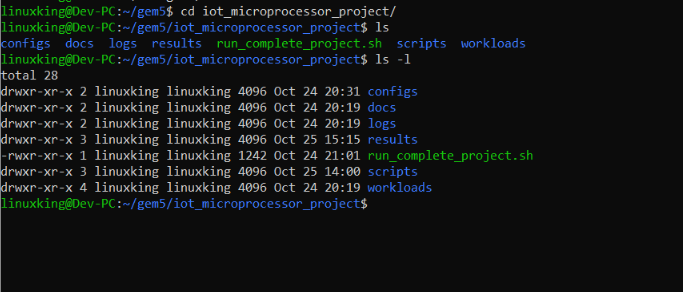 linuxking@Dev-PC:~/gem5$ cd iot_microprocessor_project/
linuxking@Dev-PC:~/gem5/iot_microprocessor_project$ ls
configs  docs  logs  results  run_complete_project.sh  scripts  workloads
linuxking@Dev-PC:~/gem5/iot_microprocessor_project$ ls -l
total 28
drwxr-xr-x 2 linuxking linuxking 4096 Oct 24 20:31 configs
drwxr-xr-x 2 linuxking linuxking 4096 Oct 24 20:19 docs
drwxr-xr-x 2 linuxking linuxking 4096 Oct 24 20:19 logs
drwxr-xr-x 3 linuxking linuxking 4096 Oct 25 15:15 results
-rwxr-xr-x 1 linuxking linuxking 1242 Oct 24 21:01 run_complete_project.sh
drwxr-xr-x 3 linuxking linuxking 4096 Oct 25 14:00 scripts
drwxr-xr-x 4 linuxking linuxking 4096 Oct 24 20:19 workloads
linuxking@Dev-PC:~/gem5/iot_microprocessor_project$